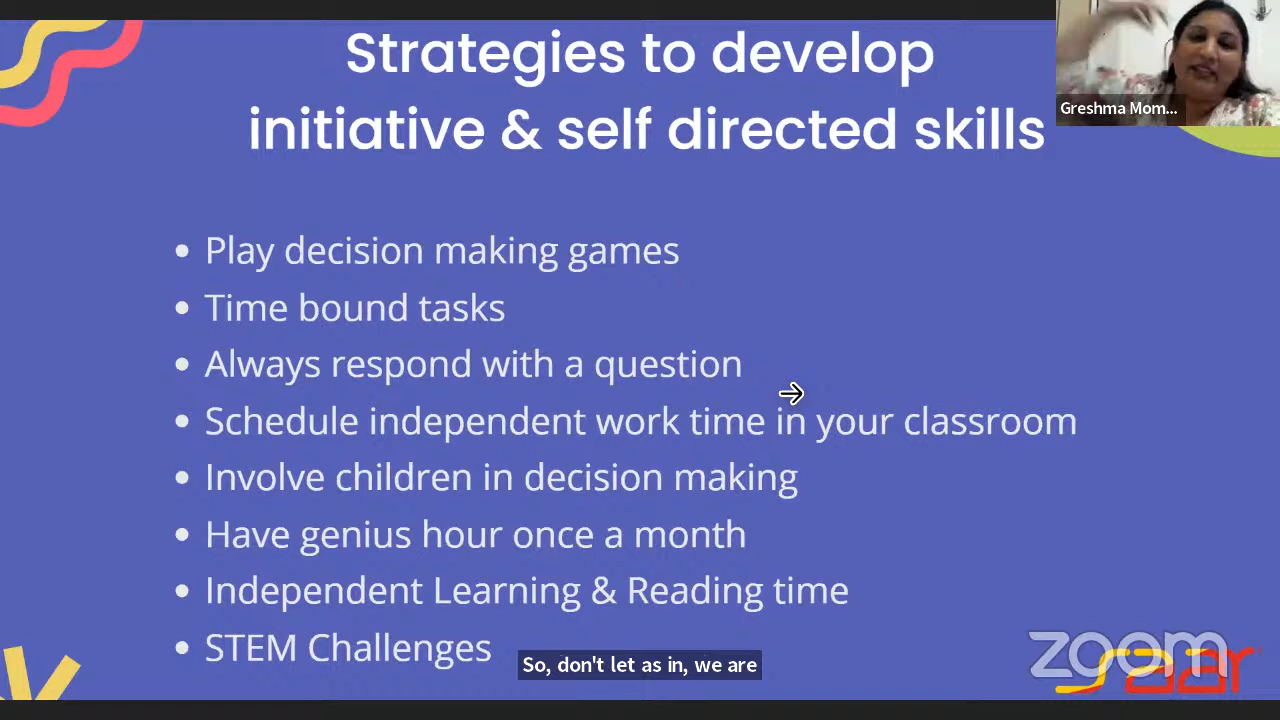 Strategies to develop
initiative & self directed skills
Greshma Mom...
• Play decision making games
• Time bound tasks
• Always respond with a question
• Schedule independent work time in your classroom
• Involve children in decision making
• Have genius hour once a month
• Independent Learning & Reading time
• STEM Challenges
So, don't let as in, we are
zoom
saar